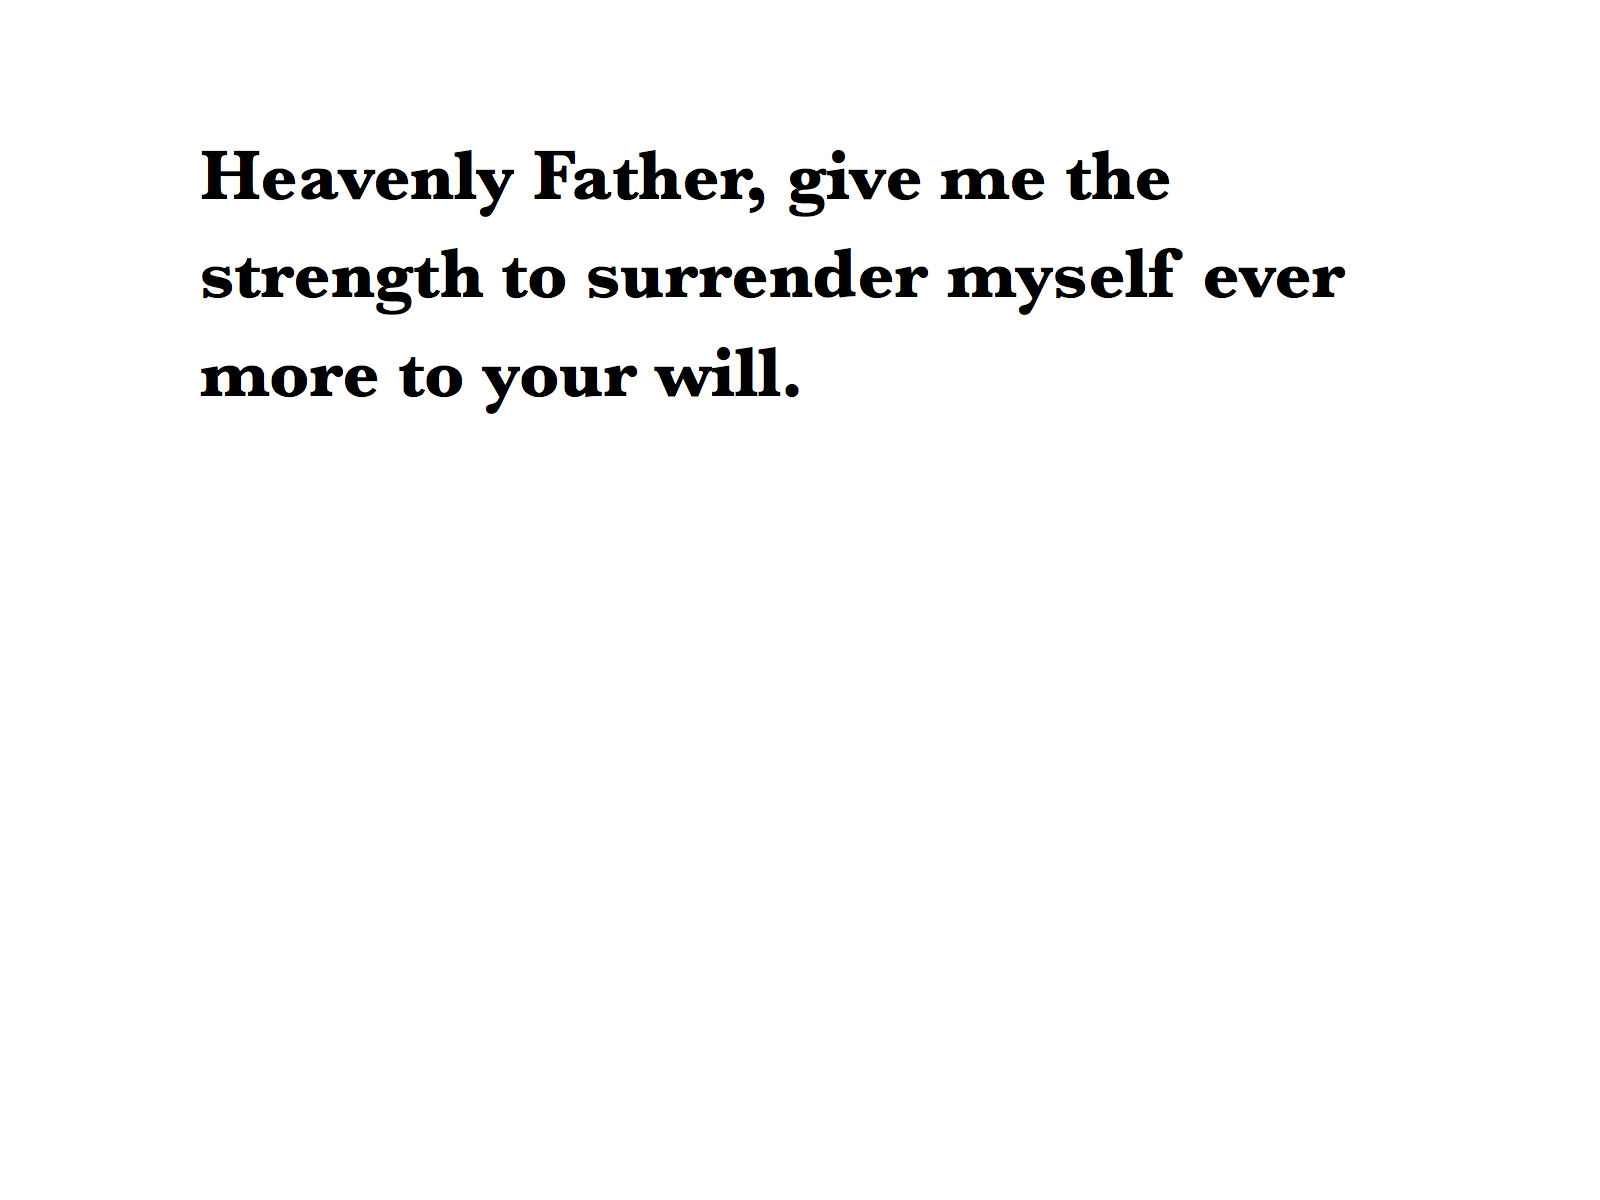 Heavenly Father, give me the
strength to surrender myself ever
more to your will.